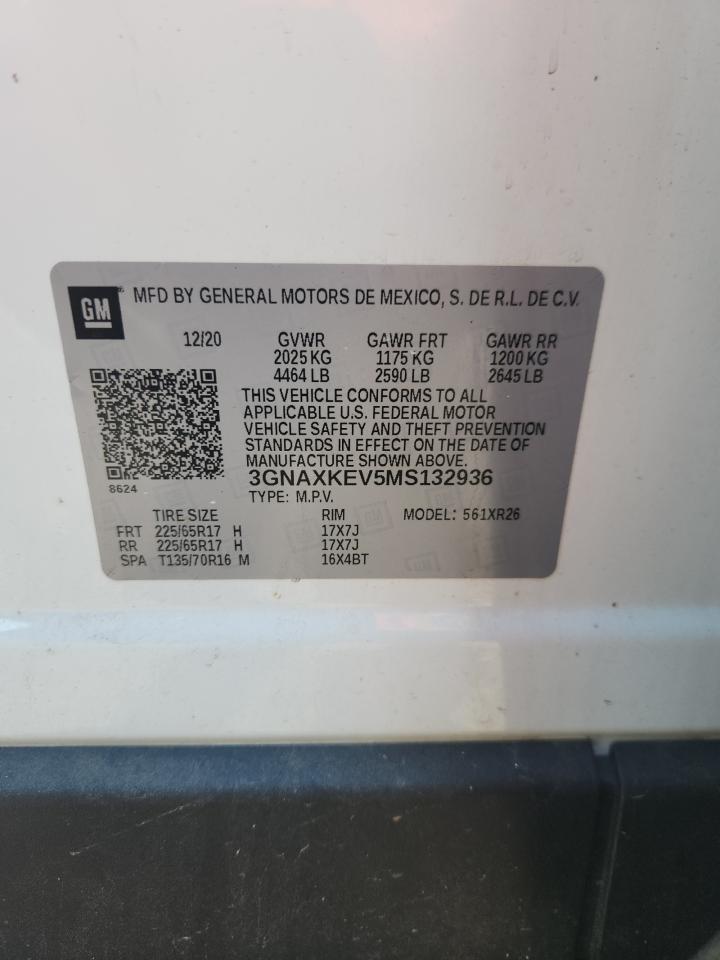 GM
® MFD BY GENERAL MOTORS DE MEXICO, S. DE R.L. DE C.V.
12/20 GVWR GAWR FRT GAWR RR
2025 KG 1175 KG 1200 KG
4464 LB 2590 LB 2645 LB
THIS VEHICLE CONFORMS TO ALL
APPLICABLE U.S. FEDERAL MOTOR
VEHICLE SAFETY AND THEFT PREVENTION
STANDARDS IN EFFECT ON THE DATE OF
MANUFACTURE SHOWN ABOVE.
8624
3GNAXKEV5MS132936
TYPE: M.P.V. MODEL: 561XR26
TIRE SIZE RIM
FRT 225/65R17 H 17X7J
RR 225/65R17 H 17X7J
SPA T135/70R16 M 16X4BT